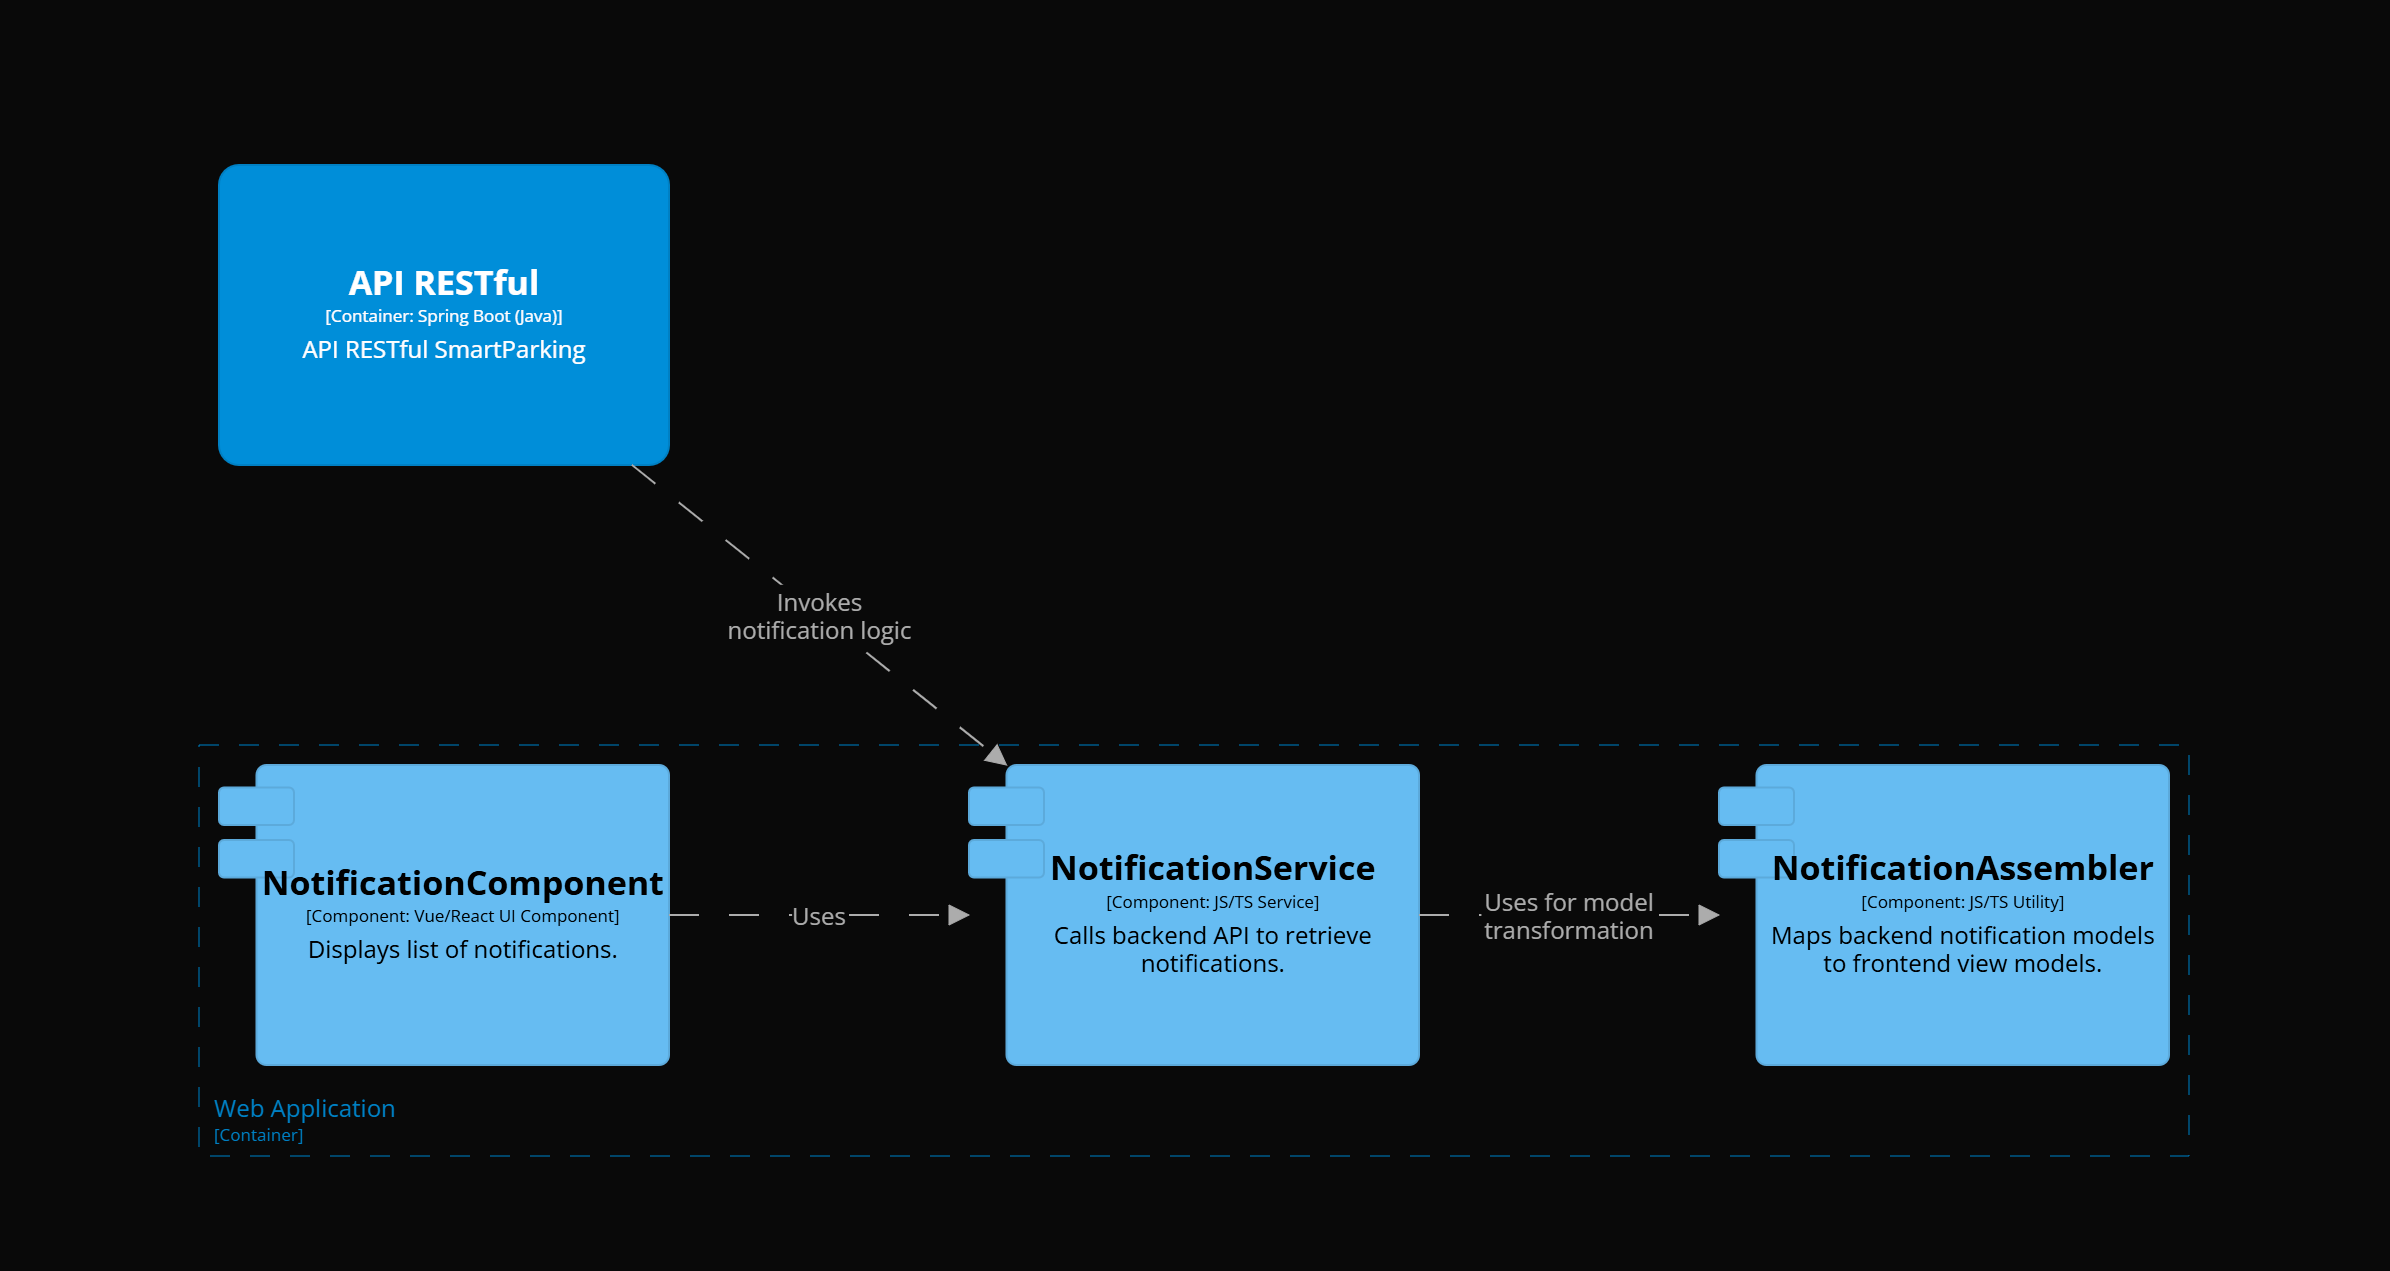 API RESTful
[Container: Spring Boot (Java)]
API RESTful SmartParking
Invokes
notification logic
NotificationComponent
[Component: Vue/React UI Component]
Displays list of notifications.
Uses
NotificationService
[Component: JS/TS Service]
Calls backend API to retrieve
notifications.
Uses for model
transformation
NotificationAssembler
[Component: JS/TS Utility]
Maps backend notification models
to frontend view models.
Web Application
[Container]